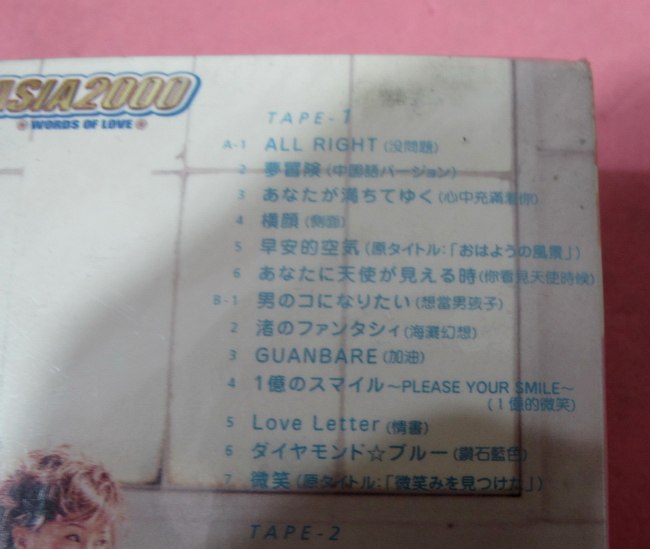 ASIA2000
WORDS OF LOVE
TAPE-1
A-1 ALL RIGHT(没問題)
2 夢冒険(中国語バージョン)
3 あなたが満ちてゆく(心中充滿着你)
4 横顔(側面)
5 早安的空気(原タイトル:「おはようの風景」)
6 あなたに天使が見える時(你看見天使時候)
B-1 男のコになりたい(想當男孩子)
2 渚のファンタシィ(海灘幻想)
3 GUANBARE(加油)
4 1億のスマイル~PLEASE YOUR SMILE~
(1億的微笑)
5 Love Letter(情書)
6 ダイヤモンド☆ブルー(鑽石藍色)
7 微笑(原タイトル:「微笑みを見つけた」)
TAPE-2